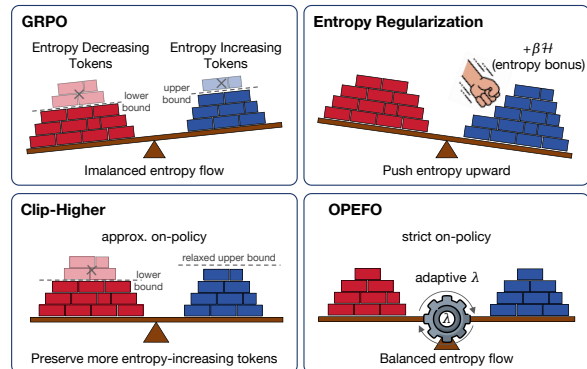 GRPO
Entropy Decreasing
Tokens
Entropy Increasing
Tokens
lower
bound
upper
bound
Imalanced entropy flow
Entropy Regularization
+βℋ
(entropy bonus)
Push entropy upward
Clip-Higher
approx. on-policy
relaxed upper bound
lower
bound
Preserve more entropy-increasing tokens
OPEFO
strict on-policy
adaptive λ
λ
Balanced entropy flow